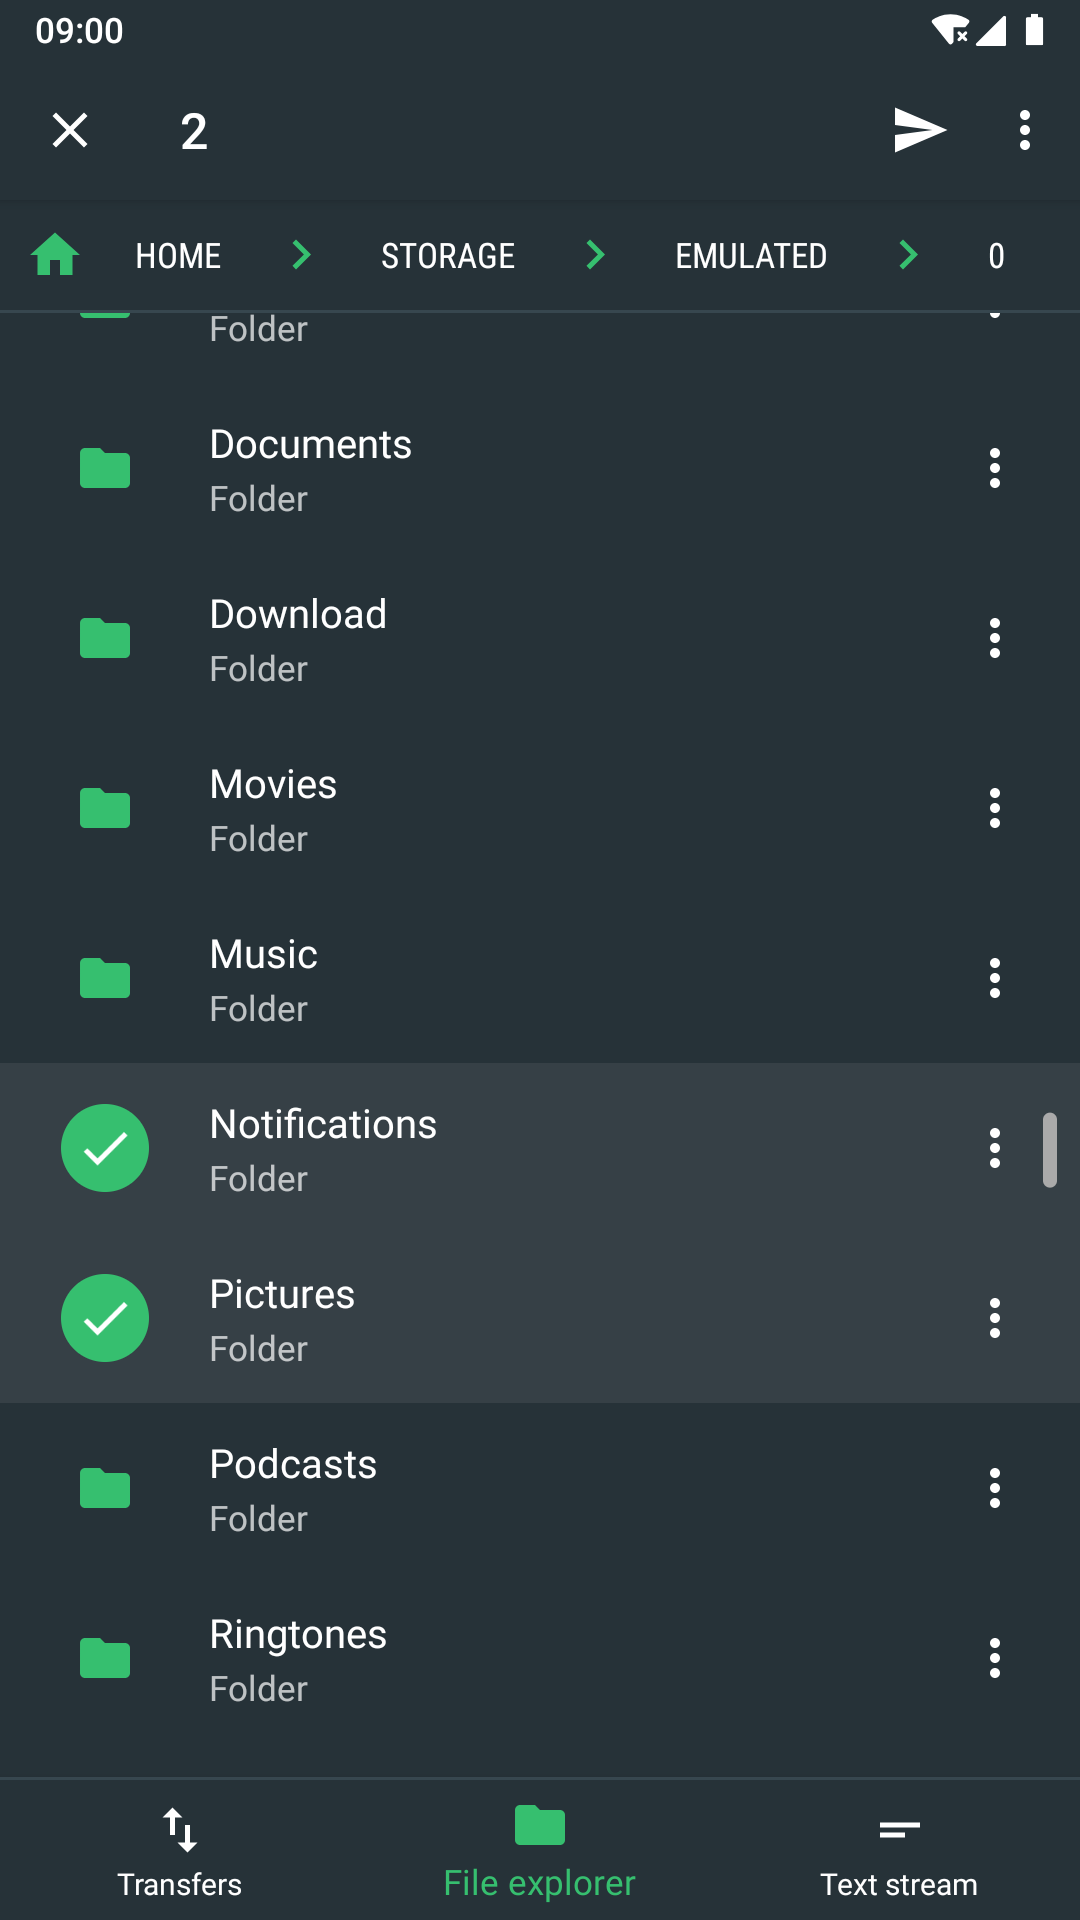 09:00
2
HOME STORAGE EMULATED 0
Folder
Documents
Folder
Download
Folder
Movies
Folder
Music
Folder
Notifications
Folder
Pictures
Folder
Podcasts
Folder
Ringtones
Folder
Transfers File explorer Text stream